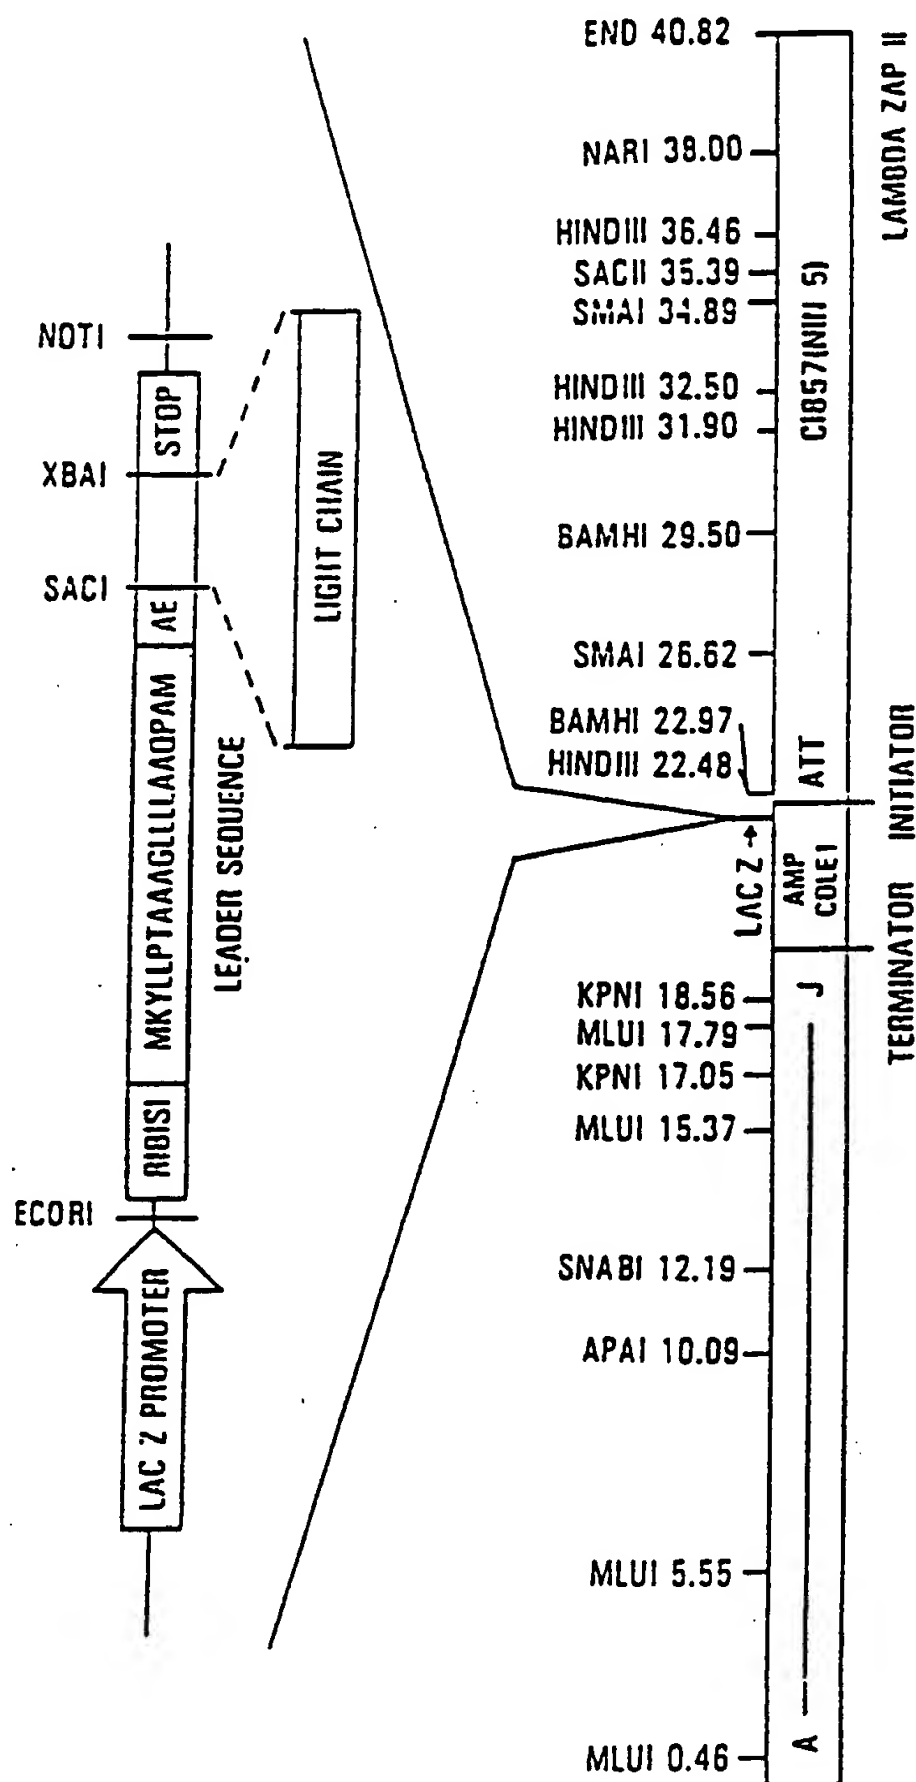 END 40.82
NARI 38.00
HINDIII 36.46
SACII 35.39
SMAI 34.89
HINDIII 32.50
HINDIII 31.90
BAMHI 29.50
SMAI 26.62
BAMHI 22.97
HINDIII 22.48
LAC Z
KPNI 18.56
MLUI 17.79
KPNI 17.05
MLUI 15.37
SNABI 12.19
APAI 10.09
MLUI 5.55
MLUI 0.46
CI857(NIN 5)
ATT
AMP
COLE1
J
A
LAMBDA ZAP II
INITIATOR
TERMINATOR
NOTI
STOP
XBAI
SACI
AE
LIGHT CHAIN
MKYLLPTAAAGLLLLAAQPAM
LEADER SEQUENCE
RIBISI
ECORI
LAC Z PROMOTER